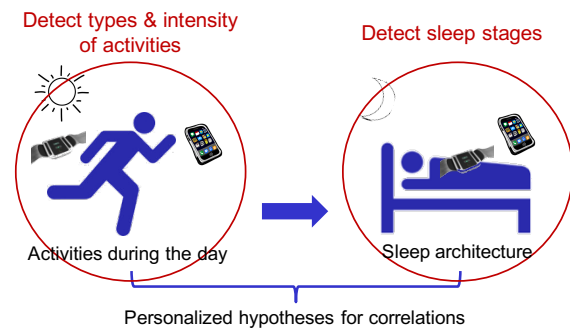 Detect types & intensity
of activities
Detect sleep stages
Activities during the day
Sleep architecture
Personalized hypotheses for correlations